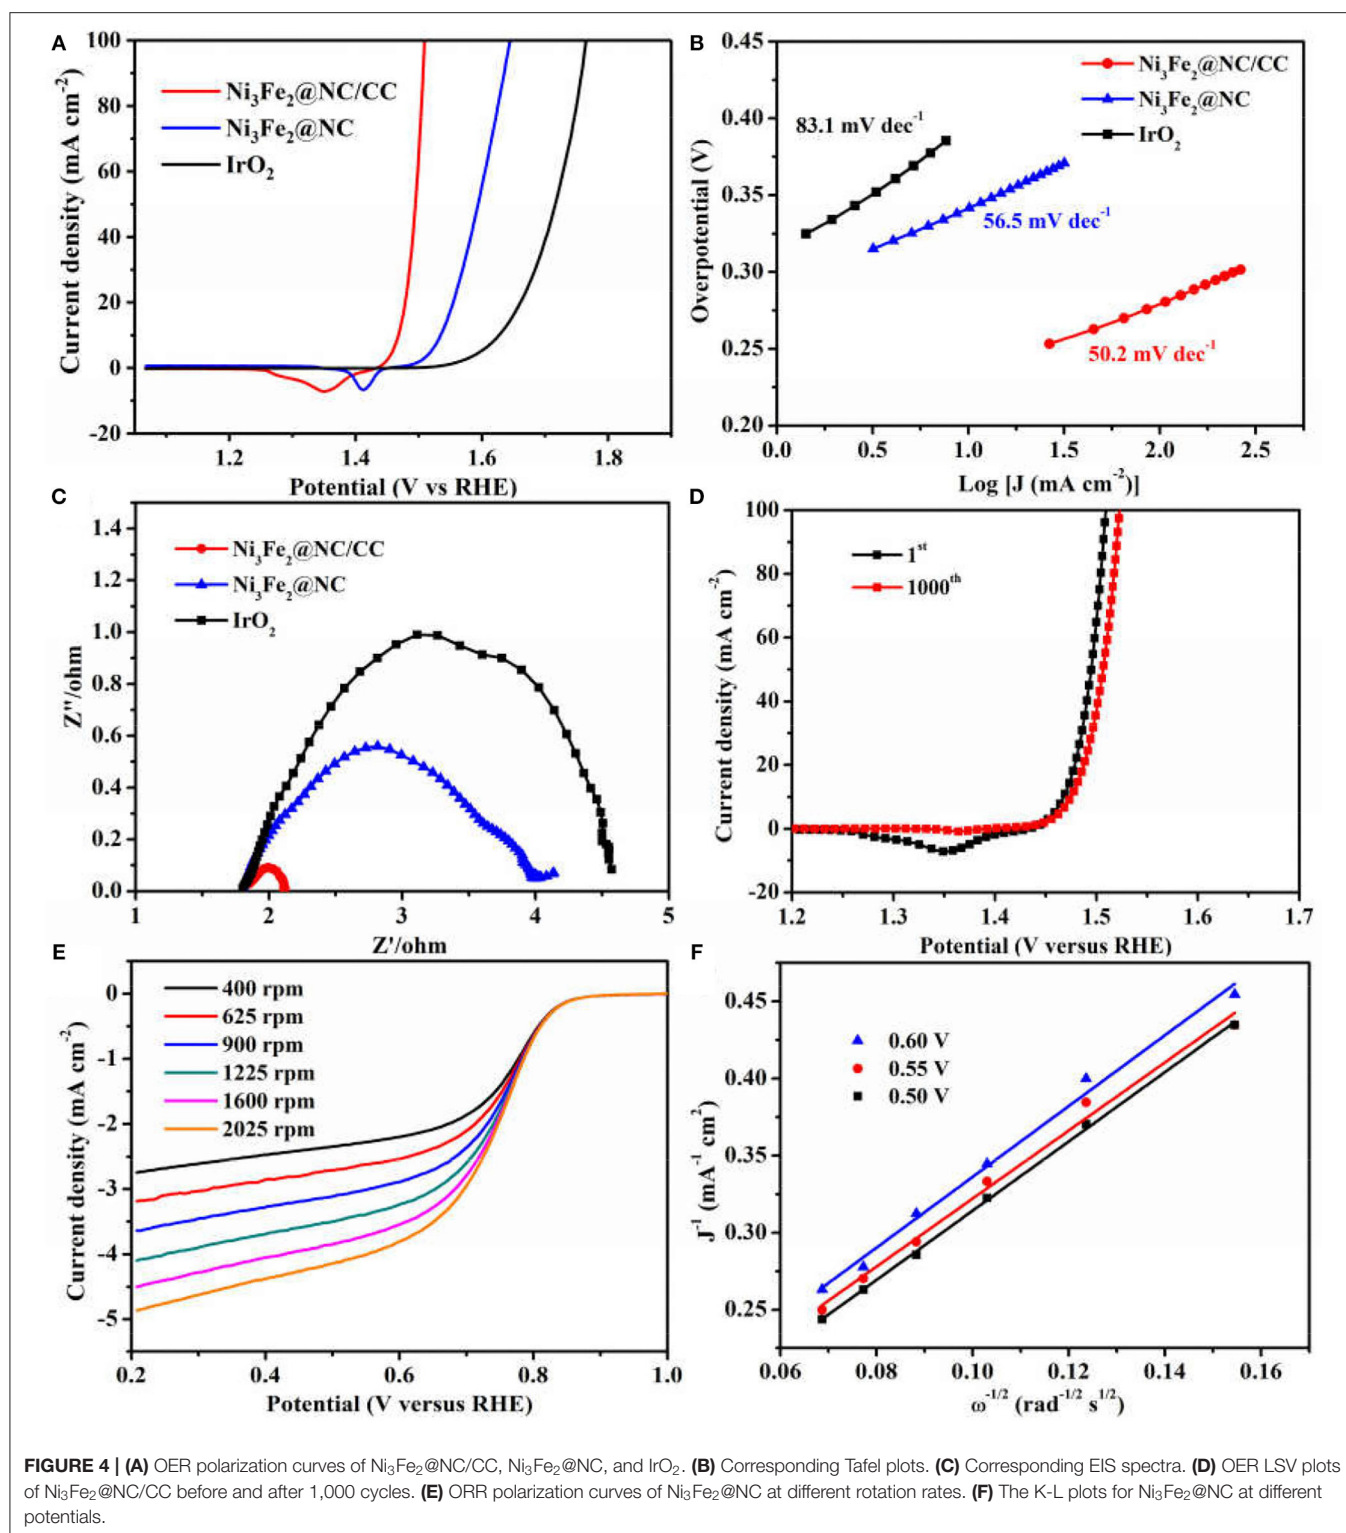 A
100
80
60
40
20
0
-20
Current density (mA cm⁻²)
Ni₃Fe₂@NC/CC
Ni₃Fe₂@NC
IrO₂
1.2 1.4 1.6 1.8
Potential (V vs RHE)
B
0.45
0.40
0.35
0.30
0.25
0.20
Overpotential (V)
Ni₃Fe₂@NC/CC
Ni₃Fe₂@NC
IrO₂
83.1 mV dec⁻¹
56.5 mV dec⁻¹
50.2 mV dec⁻¹
0.0 0.5 1.0 1.5 2.0 2.5
Log [J (mA cm⁻²)]
C
1.4
1.2
1.0
0.8
0.6
0.4
0.2
0.0
Z''/ohm
Ni₃Fe₂@NC/CC
Ni₃Fe₂@NC
IrO₂
1 2 3 4 5
Z'/ohm
D
100
80
60
40
20
0
-20
Current density (mA cm⁻²)
1ˢᵗ
1000ᵗʰ
1.2 1.3 1.4 1.5 1.6 1.7
Potential (V versus RHE)
E
0
-1
-2
-3
-4
-5
Current density (mA cm⁻²)
400 rpm
625 rpm
900 rpm
1225 rpm
1600 rpm
2025 rpm
0.2 0.4 0.6 0.8 1.0
Potential (V versus RHE)
F
0.45
0.40
0.35
0.30
0.25
J⁻¹ (mA⁻¹ cm²)
0.60 V
0.55 V
0.50 V
0.06 0.08 0.10 0.12 0.14 0.16
ω⁻¹/² (rad⁻¹/² s¹/²)
FIGURE 4 | (A) OER polarization curves of Ni₃Fe₂@NC/CC, Ni₃Fe₂@NC, and IrO₂. (B) Corresponding Tafel plots. (C) Corresponding EIS spectra. (D) OER LSV plots
of Ni₃Fe₂@NC/CC before and after 1,000 cycles. (E) ORR polarization curves of Ni₃Fe₂@NC at different rotation rates. (F) The K-L plots for Ni₃Fe₂@NC at different
potentials.